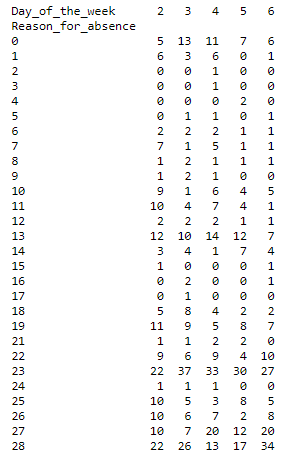 Day_of_the_week 2 3 4 5 6
Reason_for_absence
0 5 13 11 7 6
1 6 3 6 0 1
2 0 0 1 0 0
3 0 0 1 0 0
4 0 0 0 2 0
5 0 1 1 0 1
6 2 2 2 1 1
7 7 1 5 1 1
8 1 2 1 1 1
9 1 2 1 0 0
10 9 1 6 4 5
11 10 4 7 4 1
12 2 2 2 1 1
13 12 10 14 12 7
14 3 4 1 7 4
15 1 0 0 0 1
16 0 2 0 0 1
17 0 1 0 0 0
18 5 8 4 2 2
19 11 9 5 8 7
21 1 1 2 2 0
22 9 6 9 4 10
23 22 37 33 30 27
24 1 1 1 0 0
25 10 5 3 8 5
26 10 6 7 2 8
27 10 7 20 12 20
28 22 26 13 17 34